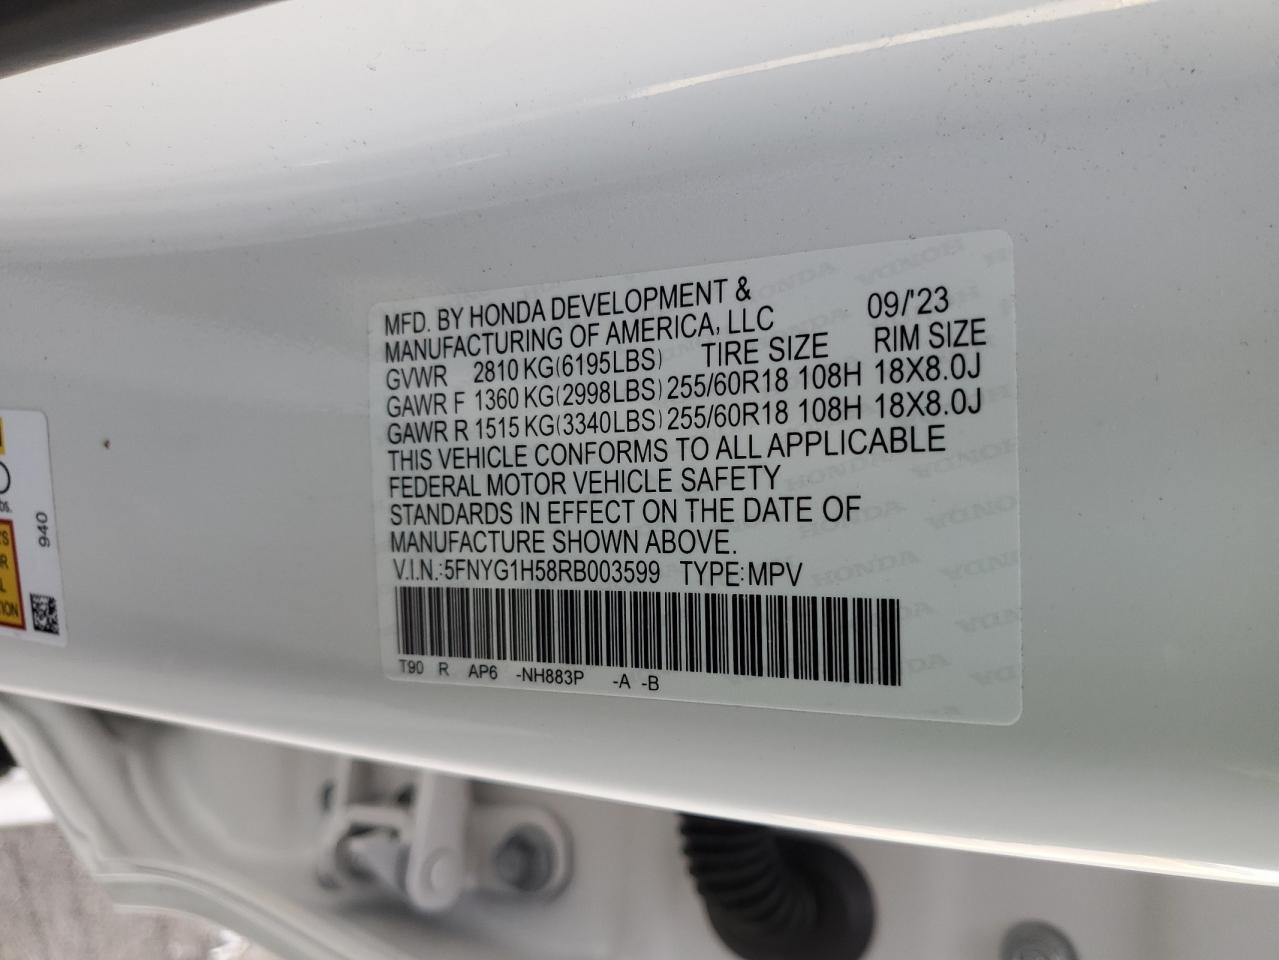 MFD. BY HONDA DEVELOPMENT &
MANUFACTURING OF AMERICA, LLC 09/'23
GVWR 2810 KG(6195LBS) TIRE SIZE RIM SIZE
GAWR F 1360 KG(2998LBS) 255/60R18 108H 18X8.0J
GAWR R 1515 KG(3340LBS) 255/60R18 108H 18X8.0J
THIS VEHICLE CONFORMS TO ALL APPLICABLE
FEDERAL MOTOR VEHICLE SAFETY
STANDARDS IN EFFECT ON THE DATE OF
MANUFACTURE SHOWN ABOVE.
V.I.N.:5FNYG1H58RB003599 TYPE:MPV
T90 R AP6 -NH883P -A -B
940